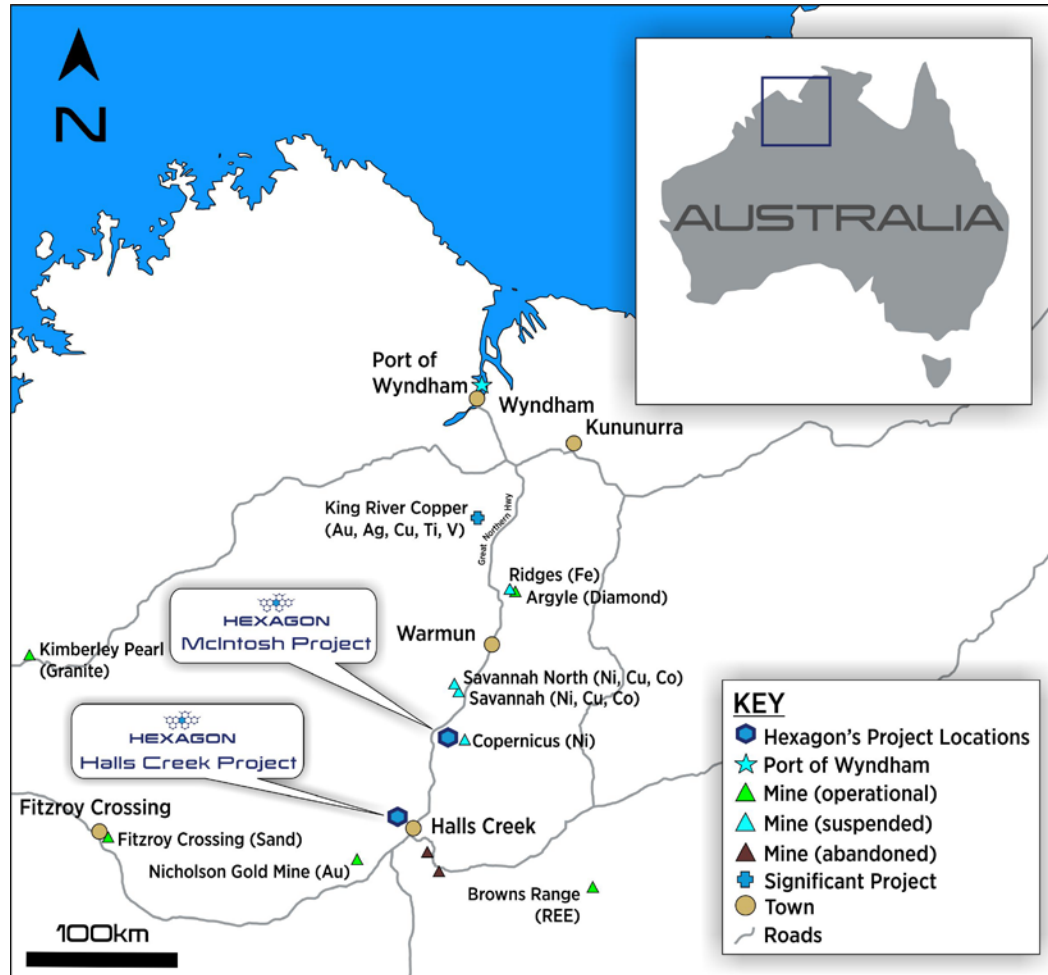 N
AUSTRALIA
Port of
Wyndham
Wyndham
Kununurra
King River Copper
(Au, Ag, Cu, Ti, V)
Great Northern Hwy
Ridges (Fe)
Argyle (Diamond)
HEXAGON
McIntosh Project
Warmun
Kimberley Pearl
(Granite)
Savannah North (Ni, Cu, Co)
Savannah (Ni, Cu, Co)
HEXAGON
Halls Creek Project
Copernicus (Ni)
Fitzroy Crossing
Fitzroy Crossing (Sand)
Halls Creek
Nicholson Gold Mine (Au)
Browns Range
(REE)
100km
KEY
Hexagon's Project Locations
Port of Wyndham
Mine (operational)
Mine (suspended)
Mine (abandoned)
Significant Project
Town
Roads